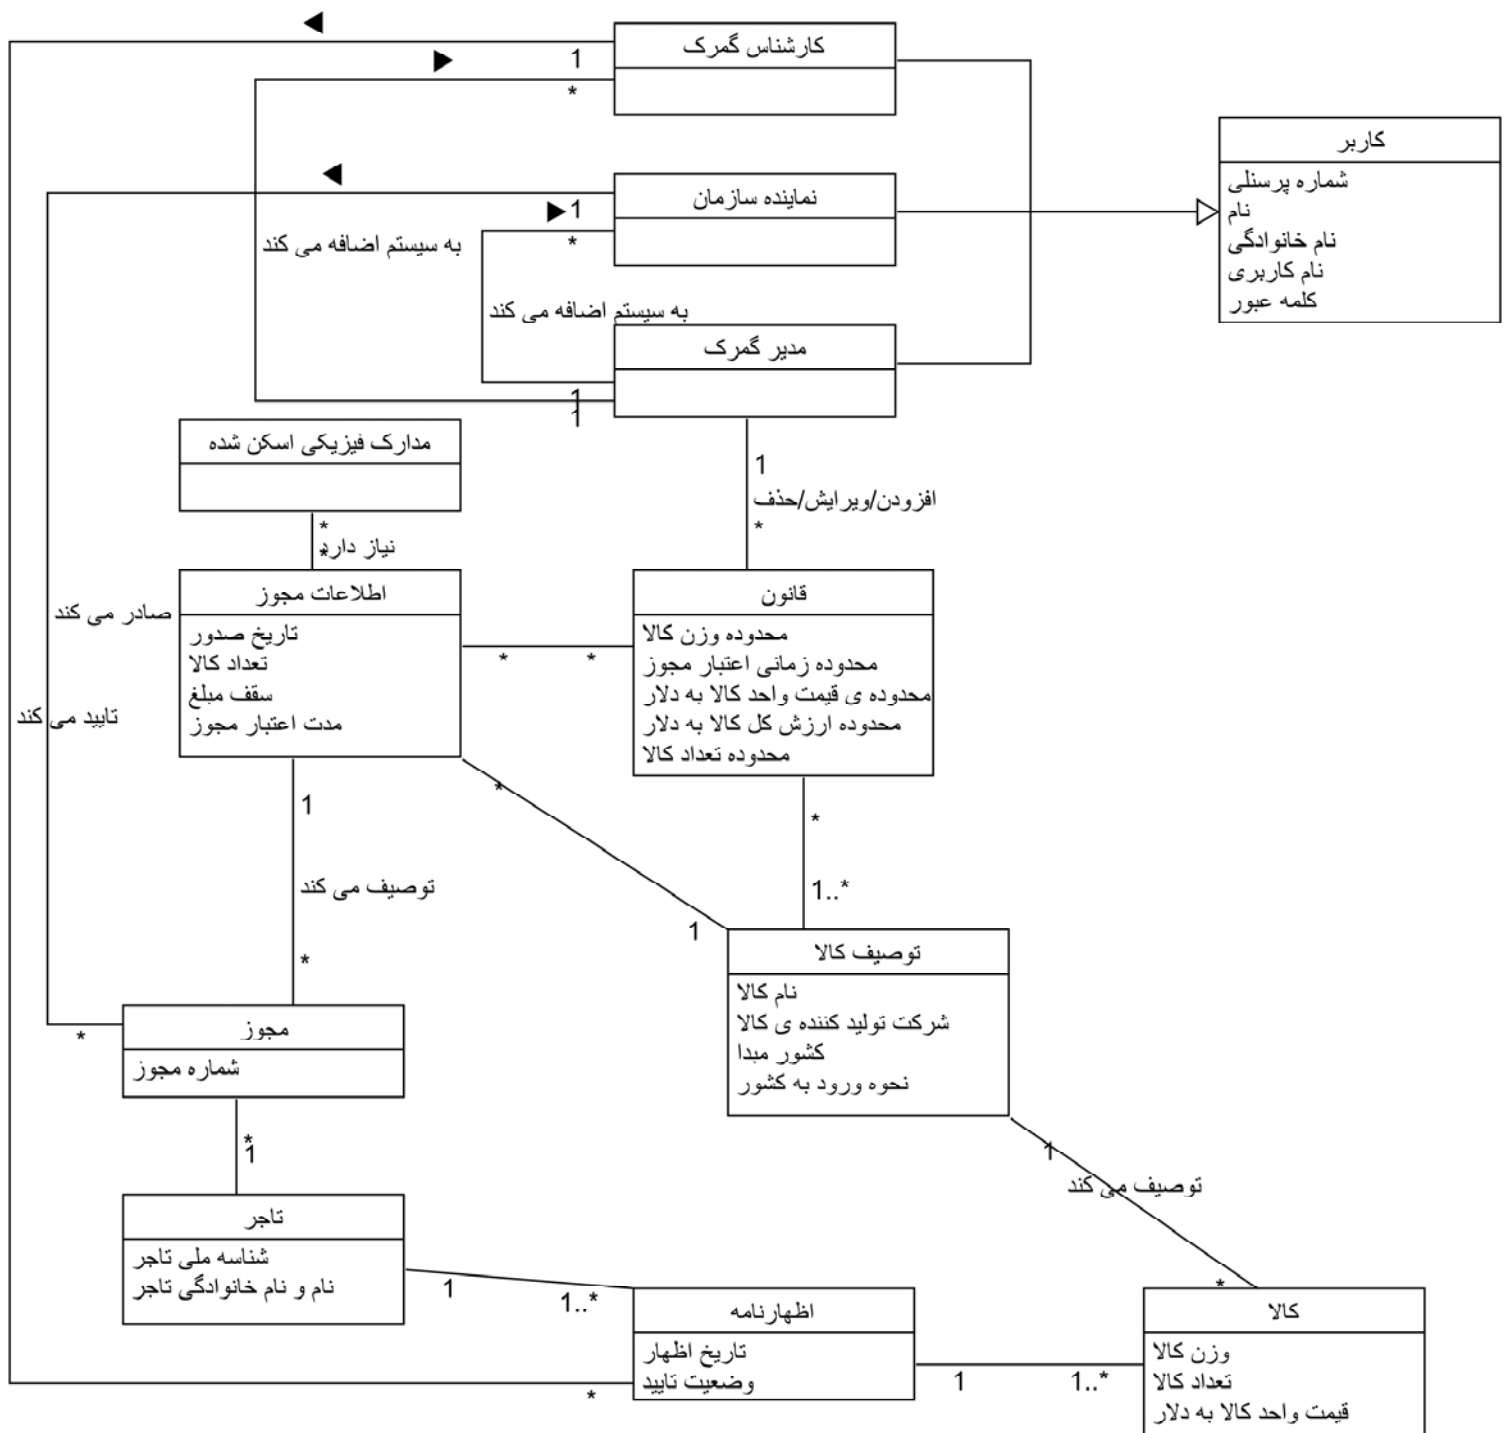 کارشناس گمرک
1
*
کاربر
شماره پرسنلی
نام
نام خانوادگی
نام کاربری
کلمه عبور
نماینده سازمان
1
*
به سیستم اضافه می کند
به سیستم اضافه می کند
مدیر گمرک
1
1
مدارک فیزیکی اسکن شده
1
افزودن/ویرایش/حذف
*
*
نیاز دارد
*
اطلاعات مجوز
تاریخ صدور
تعداد کالا
سقف مبلغ
مدت اعتبار مجوز
قانون
محدوده وزن کالا
محدوده زمانی اعتبار مجوز
محدوده ی قیمت واحد کالا به دلار
محدوده ارزش کل کالا به دلار
محدوده تعداد کالا
*
*
صادر می کند
تایید می کند
1
توصیف می کند
*
*
1
*
1..*
توصیف کالا
نام کالا
شرکت تولید کننده ی کالا
کشور مبدا
نحوه ورود به کشور
مجوز
شماره مجوز
*
*
1
1
توصیف می کند
*
تاجر
شناسه ملی تاجر
نام و نام خانوادگی تاجر
1
1..*
اظهارنامه
تاریخ اظهار
وضعیت تایید
*
1
1..*
کالا
وزن کالا
تعداد کالا
قیمت واحد کالا به دلار